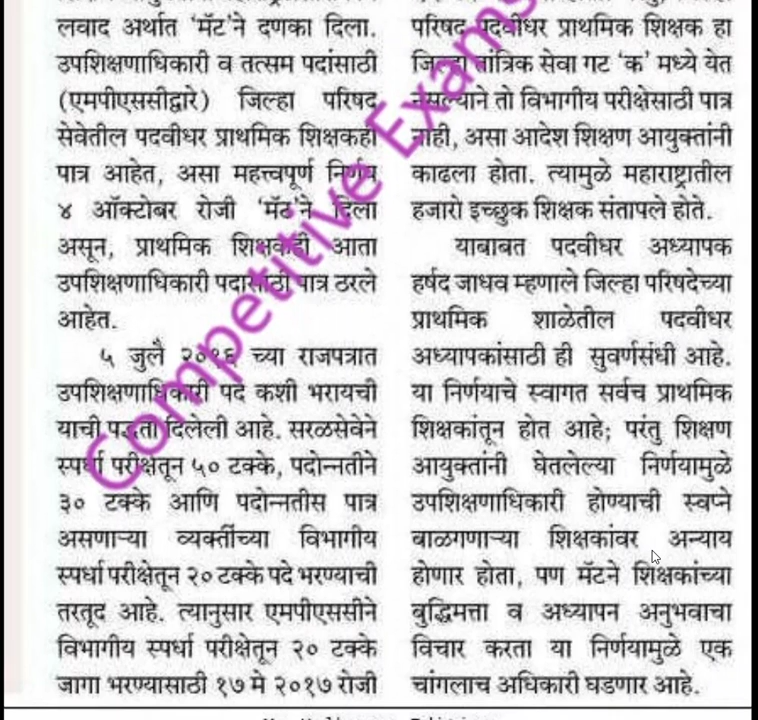 लवाद अर्थात 'मॅट'ने दणका दिला.
उपशिक्षणाधिकारी व तत्सम पदांसाठी
(एमपीएससीद्वारे) जिल्हा परिषद
सेवेतील पदवीधर प्राथमिक शिक्षकही
पात्र आहेत, असा महत्त्वपूर्ण निर्णय
४ ऑक्टोबर रोजी 'मॅट'ने दिला
असून, प्राथमिक शिक्षकही आता
उपशिक्षणाधिकारी पदासाठी पात्र ठरले
आहेत.
५ जुलै २०१६ च्या राजपत्रात
उपशिक्षणाधिकारी पदे कशी भरायची
याची पद्धती दिलेली आहे. सरळसेवेने
स्पर्धा परीक्षेतून ५० टक्के, पदोन्नतीने
३० टक्के आणि पदोन्नतीस पात्र
असणाऱ्या व्यक्तींच्या विभागीय
स्पर्धा परीक्षेतून २० टक्के पदे भरण्याची
तरतूद आहे. त्यानुसार एमपीएससीने
विभागीय स्पर्धा परीक्षेतून २० टक्के
जागा भरण्यासाठी १७ मे २०१७ रोजी
परिषद पदवीधर प्राथमिक शिक्षक हा
जिल्हा तांत्रिक सेवा गट 'क' मध्ये येत
नसल्याने तो विभागीय परीक्षेसाठी पात्र
नाही, असा आदेश शिक्षण आयुक्तांनी
काढला होता. त्यामुळे महाराष्ट्रातील
हजारो इच्छुक शिक्षक संतापले होते.
याबाबत पदवीधर अध्यापक
हर्षद जाधव म्हणाले जिल्हा परिषदेच्या
प्राथमिक शाळेतील पदवीधर
अध्यापकांसाठी ही सुवर्णसंधी आहे.
या निर्णयाचे स्वागत सर्वच प्राथमिक
शिक्षकांतून होत आहे; परंतु शिक्षण
आयुक्तांनी घेतलेल्या निर्णयामुळे
उपशिक्षणाधिकारी होण्याची स्वप्ने
बाळगणाऱ्या शिक्षकांवर अन्याय
होणार होता, पण मॅटने शिक्षकांच्या
बुद्धिमत्ता व अध्यापन अनुभवाचा
विचार करता या निर्णयामुळे एक
चांगलाच अधिकारी घडणार आहे.
Competitive Exams